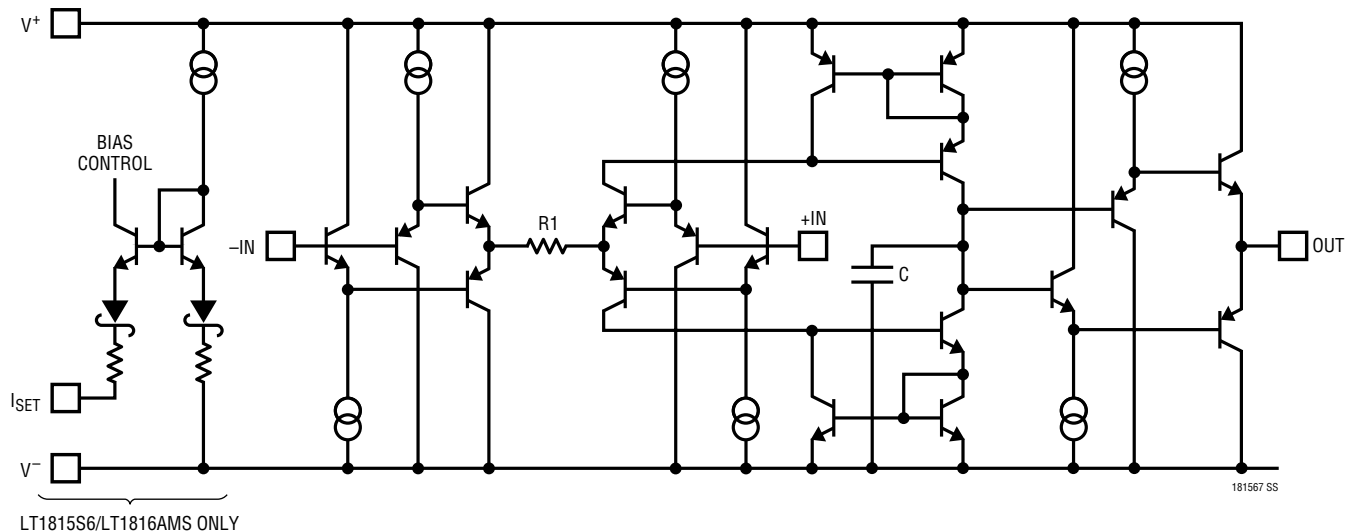 V+
BIAS
CONTROL
–IN
R1
+IN
C
OUT
ISET
V–
181567 SS
LT1815S6/LT1816AMS ONLY